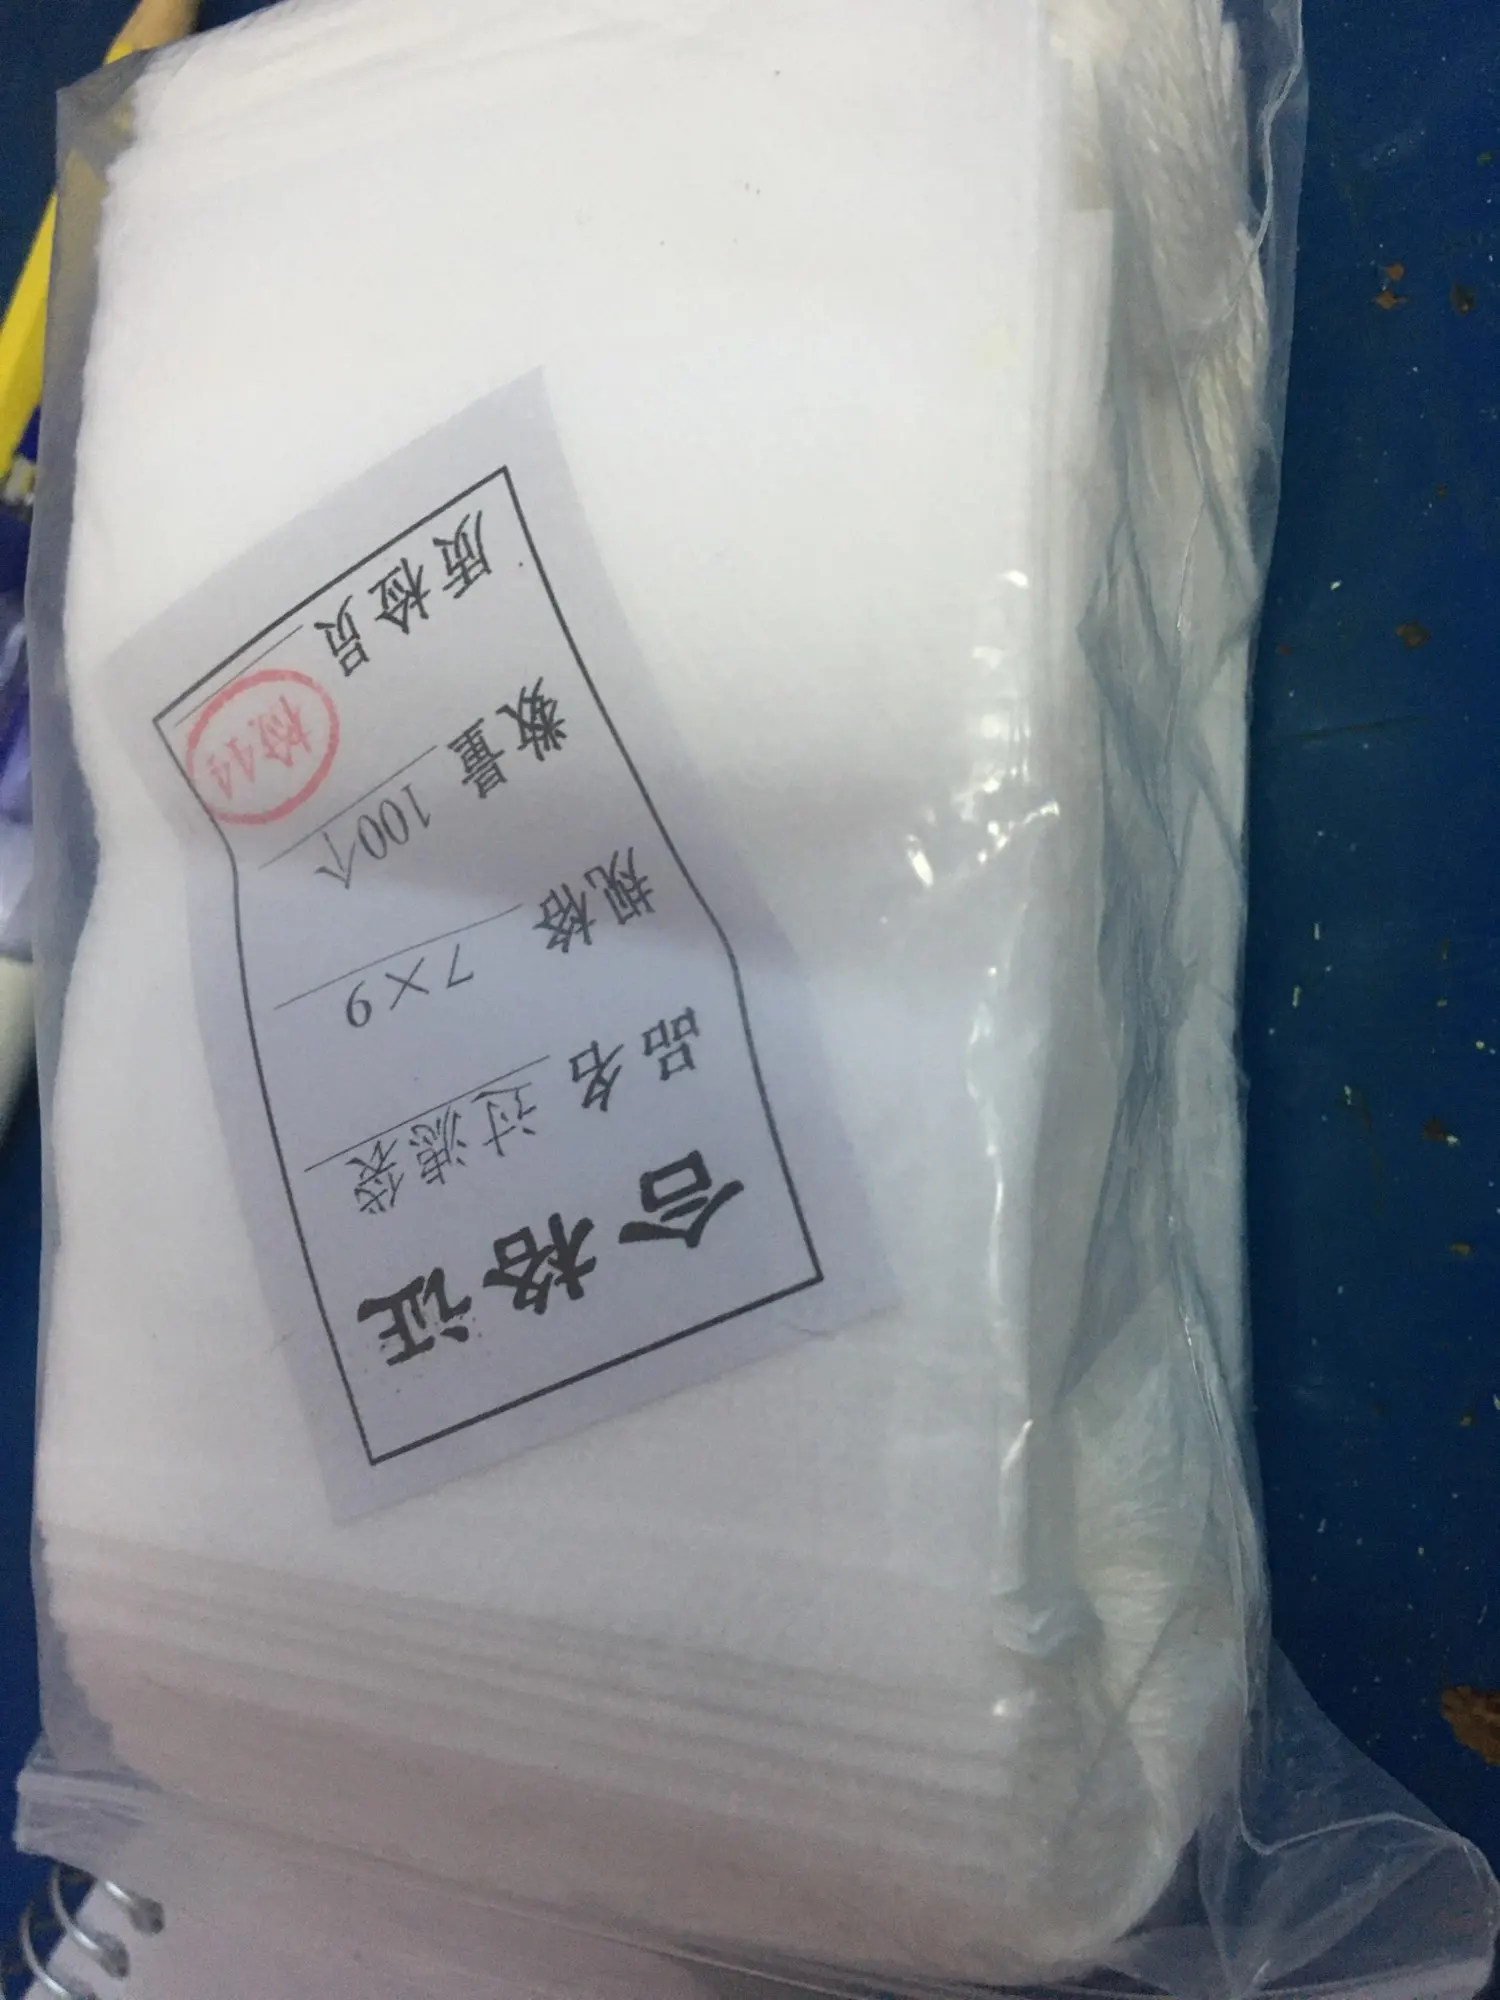 合格证
品名 过滤袋
规格 7×9
数量 100个
质检员 检44